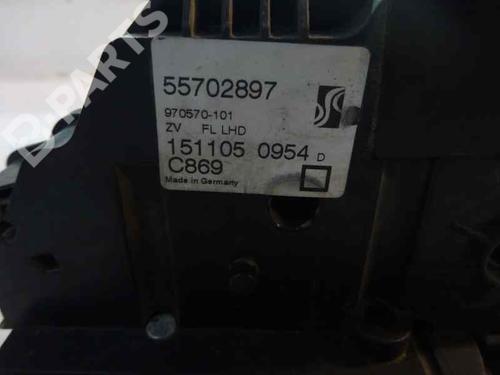 B-PARTS
55702897
970570-101
ZV FL LHD
151105 0954 D
C869
Made in Germany